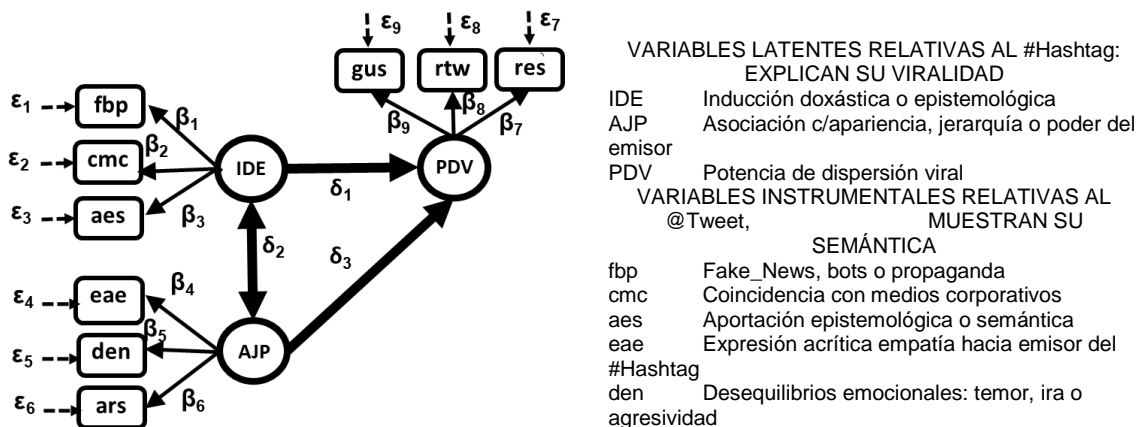 ε9 ε8 ε7
gus rtw res
ε1 fbp β1
β9 β8 β7
ε2 cmc β2 IDE PDV
δ1
ε3 aes β3
δ2 δ3
ε4 eae β4
β5
ε5 den AJP
ε6 ars β6
VARIABLES LATENTES RELATIVAS AL #Hashtag:
EXPLICAN SU VIRALIDAD
IDE Inducción doxástica o epistemológica
AJP Asociación c/apariencia, jerarquía o poder del
emisor
PDV Potencia de dispersión viral
VARIABLES INSTRUMENTALES RELATIVAS AL
@Tweet, MUESTRAN SU
SEMÁNTICA
fbp Fake_News, bots o propaganda
cmc Coincidencia con medios corporativos
aes Aportación epistemológica o semántica
eae Expresión acrítica empatía hacia emisor del
#Hashtag
den Desequilibrios emocionales: temor, ira o
agresividad